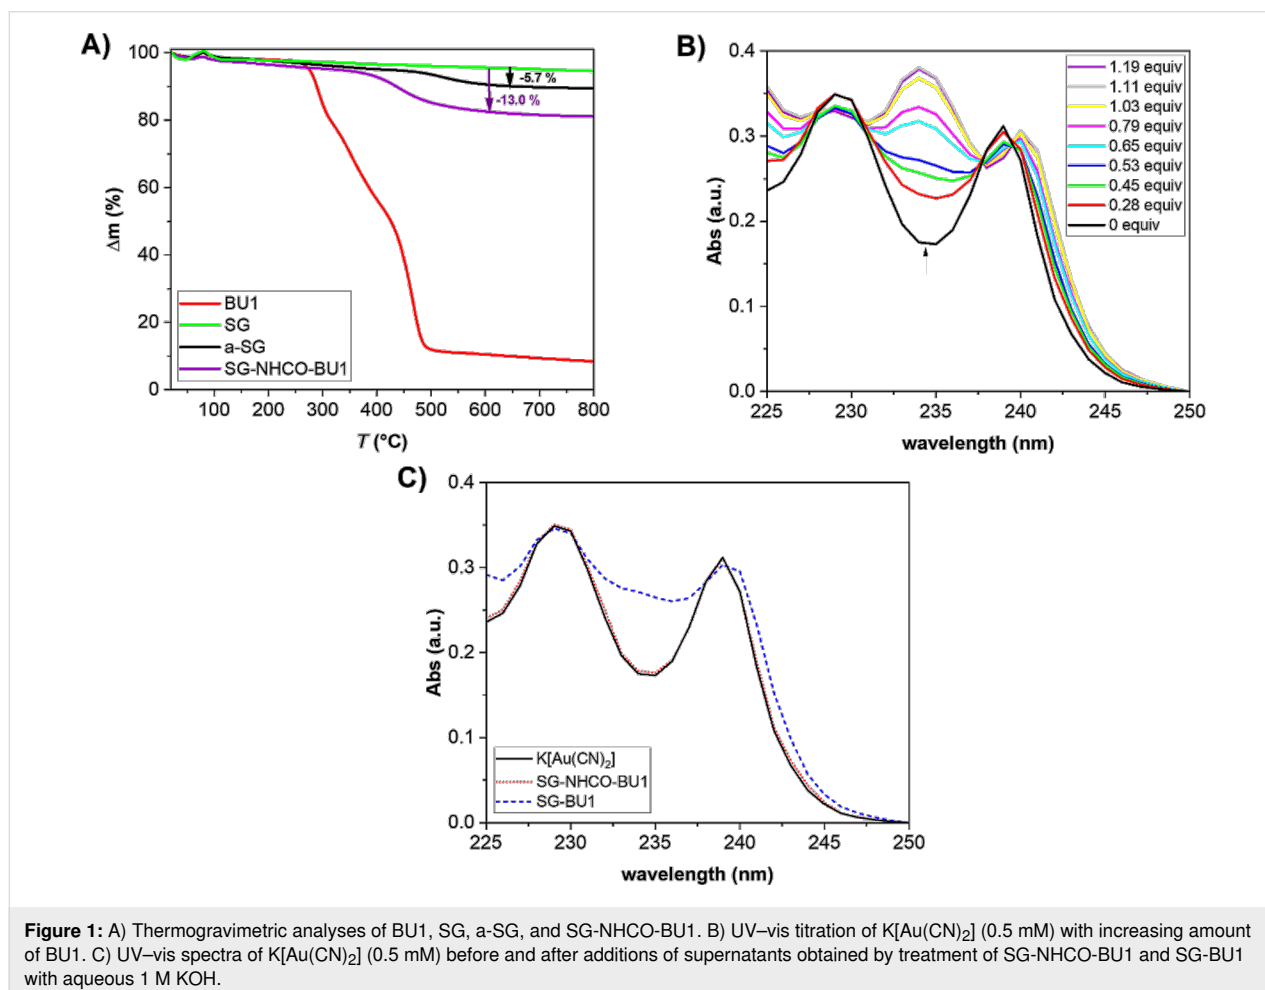 A)
100
80
60
40
20
0
Δm (%)
-5.7 %
-13.0 %
BU1
SG
a-SG
SG-NHCO-BU1
100 200 300 400 500 600 700 800
T (°C)
B)
0.4
0.3
0.2
0.1
0.0
Abs (a.u.)
1.19 equiv
1.11 equiv
1.03 equiv
0.79 equiv
0.65 equiv
0.53 equiv
0.45 equiv
0.28 equiv
0 equiv
225 230 235 240 245 250
wavelength (nm)
C)
0.4
0.3
0.2
0.1
0.0
Abs (a.u.)
K[Au(CN)₂]
SG-NHCO-BU1
SG-BU1
225 230 235 240 245 250
wavelength (nm)
Figure 1: A) Thermogravimetric analyses of BU1, SG, a-SG, and SG-NHCO-BU1. B) UV–vis titration of K[Au(CN)₂] (0.5 mM) with increasing amount
of BU1. C) UV–vis spectra of K[Au(CN)₂] (0.5 mM) before and after additions of supernatants obtained by treatment of SG-NHCO-BU1 and SG-BU1
with aqueous 1 M KOH.